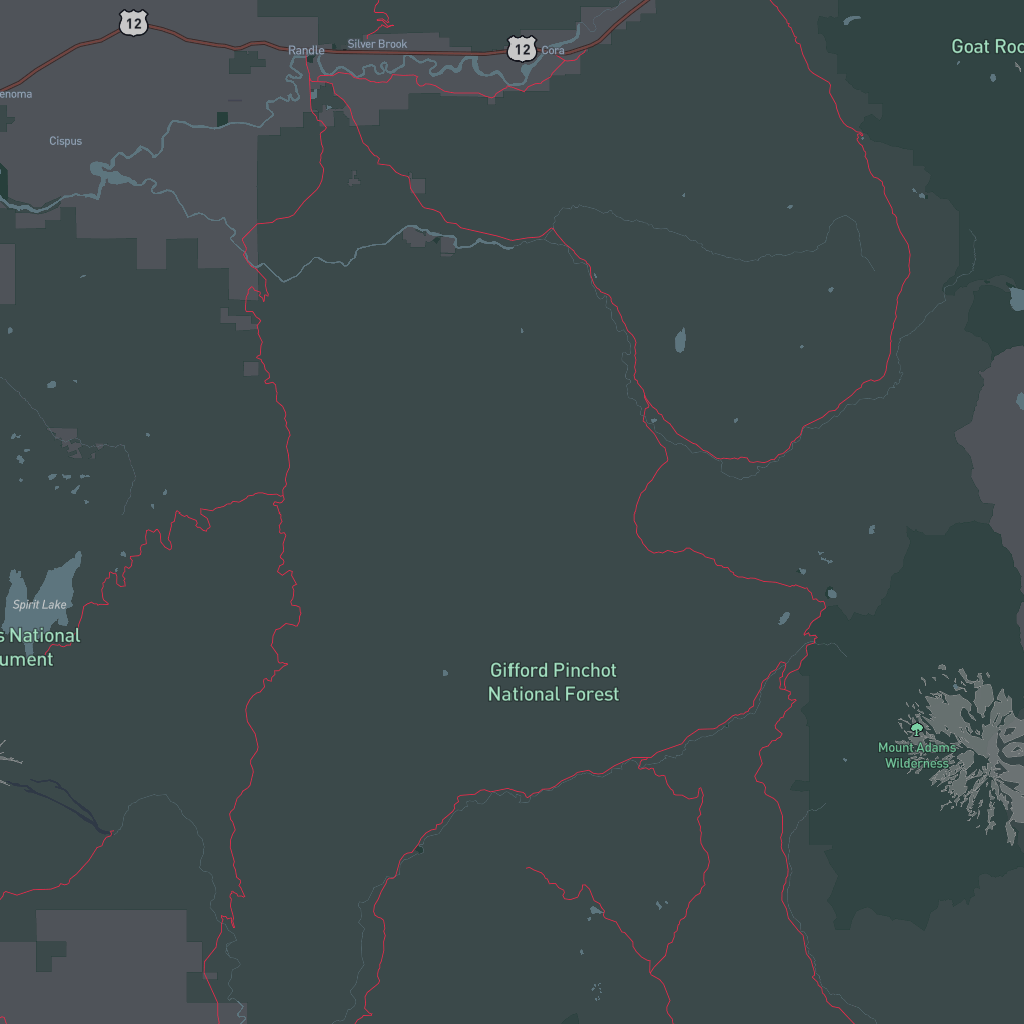 12
Randle
Silver Brook
12
Cora
Goat Roc
enoma
Cispus
Spirit Lake
s National
ument
Gifford Pinchot
National Forest
Mount Adams
Wilderness